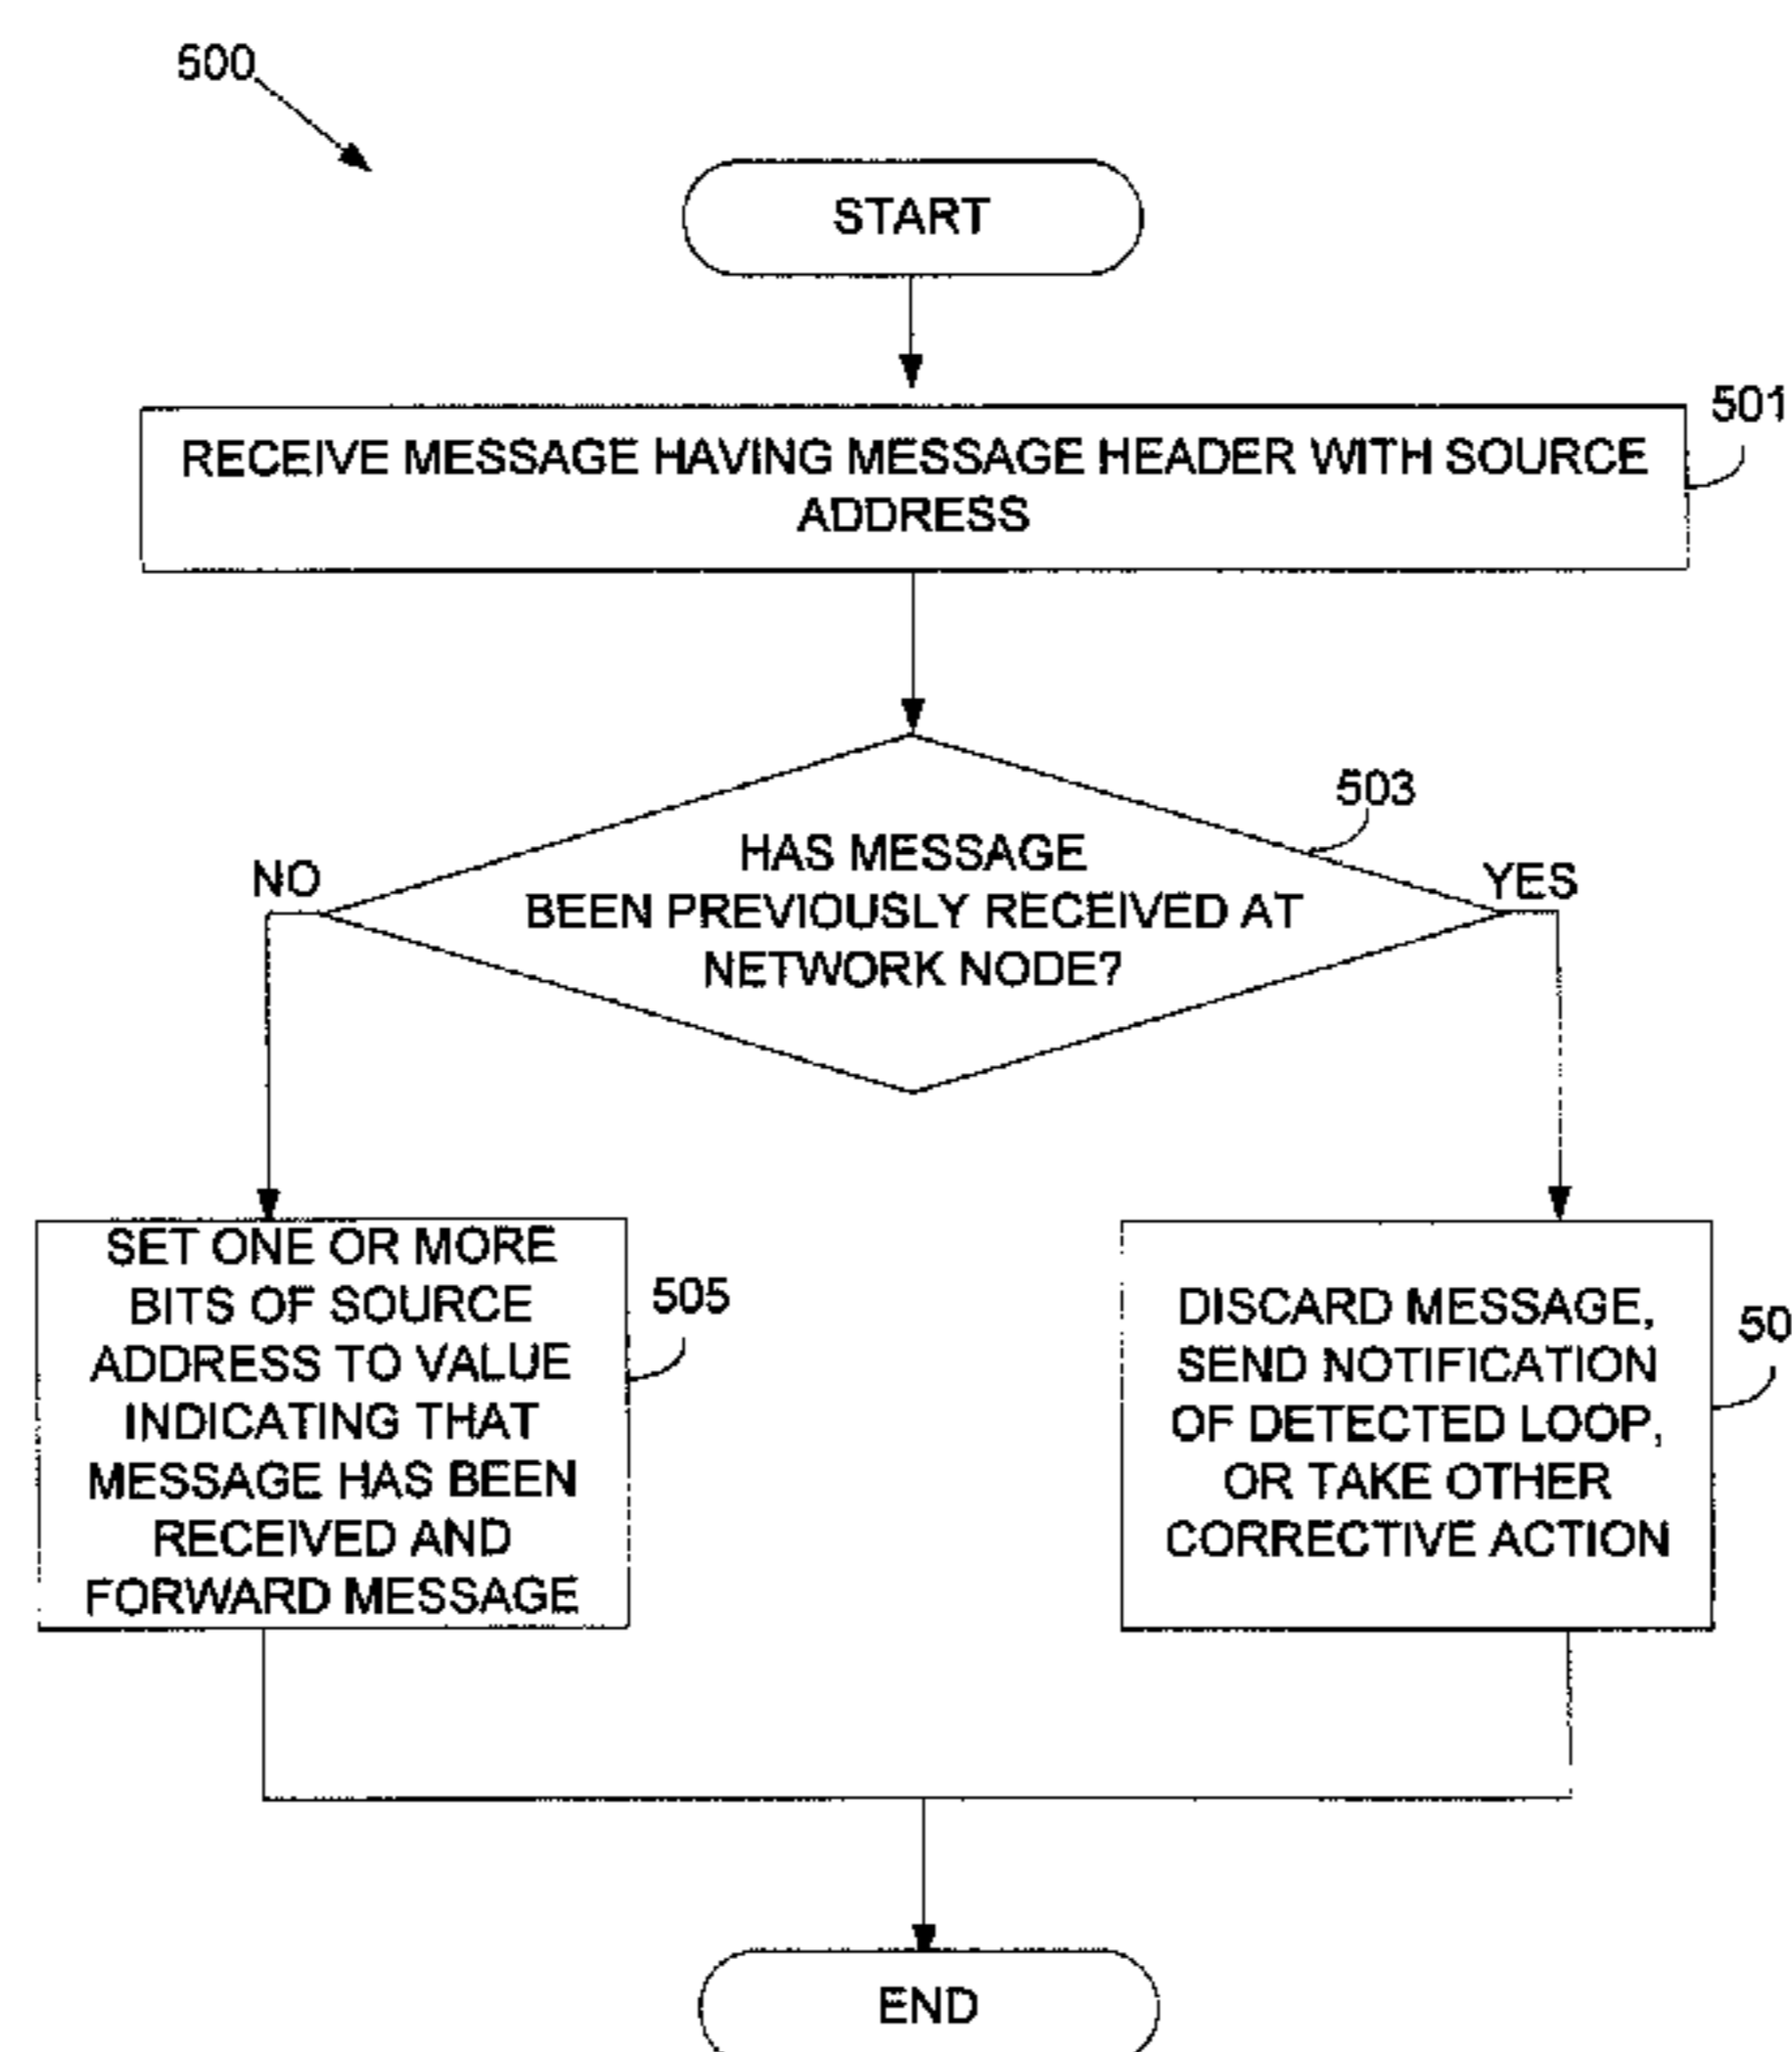 500
START
501
RECEIVE MESSAGE HAVING MESSAGE HEADER WITH SOURCE
ADDRESS
503
HAS MESSAGE
BEEN PREVIOUSLY RECEIVED AT
NETWORK NODE?
NO
YES
SET ONE OR MORE
BITS OF SOURCE
ADDRESS TO VALUE
INDICATING THAT
MESSAGE HAS BEEN
RECEIVED AND
FORWARD MESSAGE
505
DISCARD MESSAGE,
SEND NOTIFICATION
OF DETECTED LOOP,
OR TAKE OTHER
CORRECTIVE ACTION
50
END